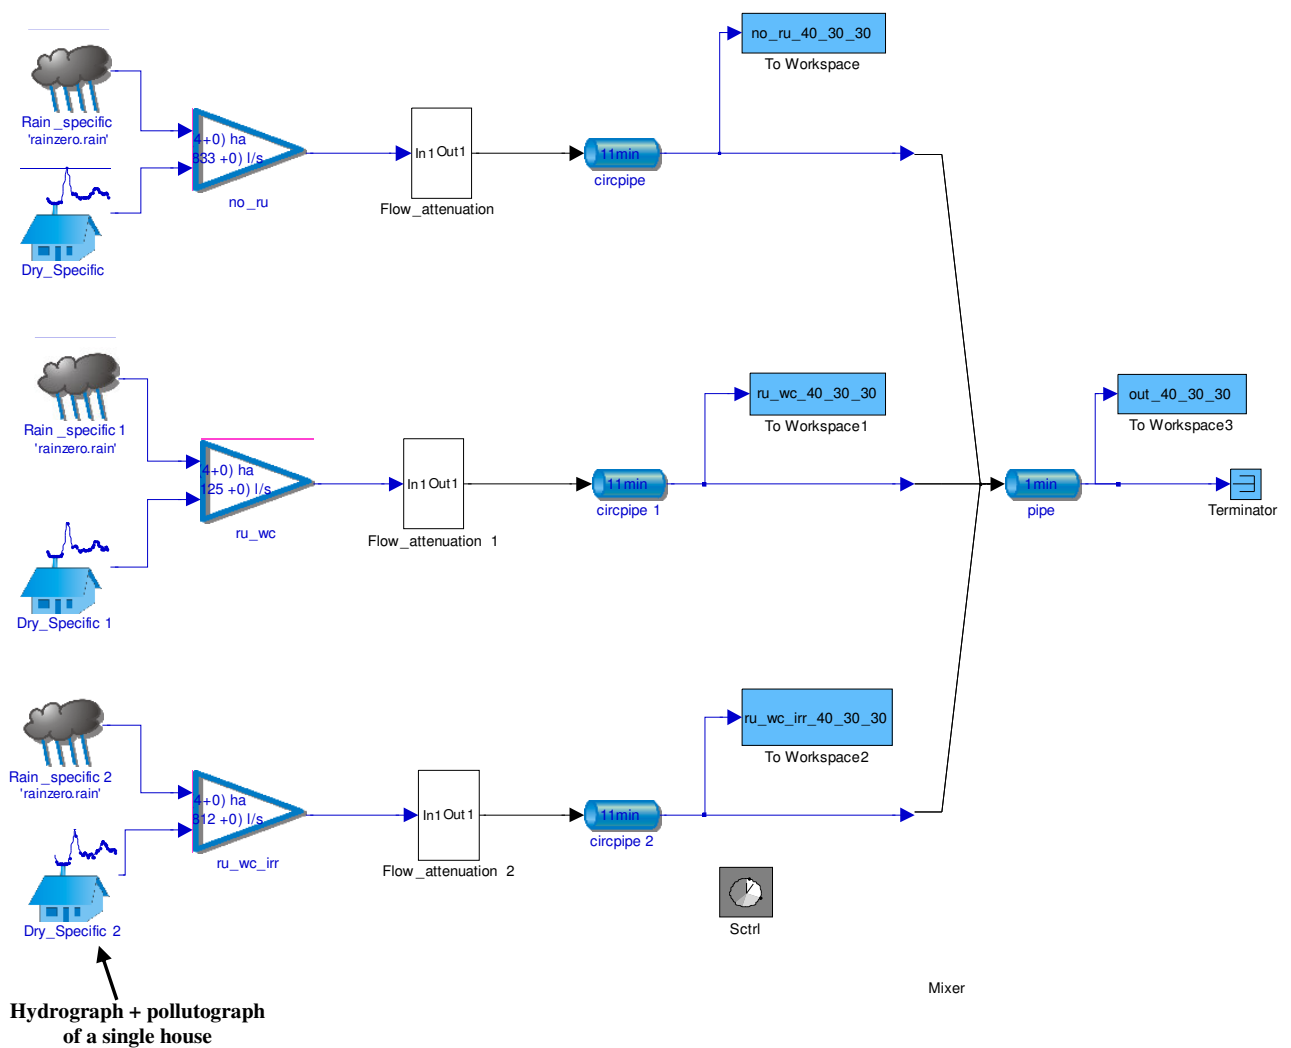 no_ru_40_30_30
To Workspace
Rain_specific
'rainzero.rain'
4+0) ha
833 +0) l/s
no_ru
In1 Out1
Flow_attenuation
11min
circpipe
Dry_Specific
Rain_specific 1
'rainzero.rain'
4+0) ha
125 +0) l/s
ru_wc
In1 Out1
Flow_attenuation 1
11min
circpipe 1
ru_wc_40_30_30
To Workspace1
1min
pipe
out_40_30_30
To Workspace3
Terminator
Dry_Specific 1
Rain_specific 2
'rainzero.rain'
4+0) ha
812 +0) l/s
ru_wc_irr
In1 Out1
Flow_attenuation 2
11min
circpipe 2
ru_wc_irr_40_30_30
To Workspace2
Dry_Specific 2
Sctrl
Mixer
Hydrograph + pollutograph
of a single house